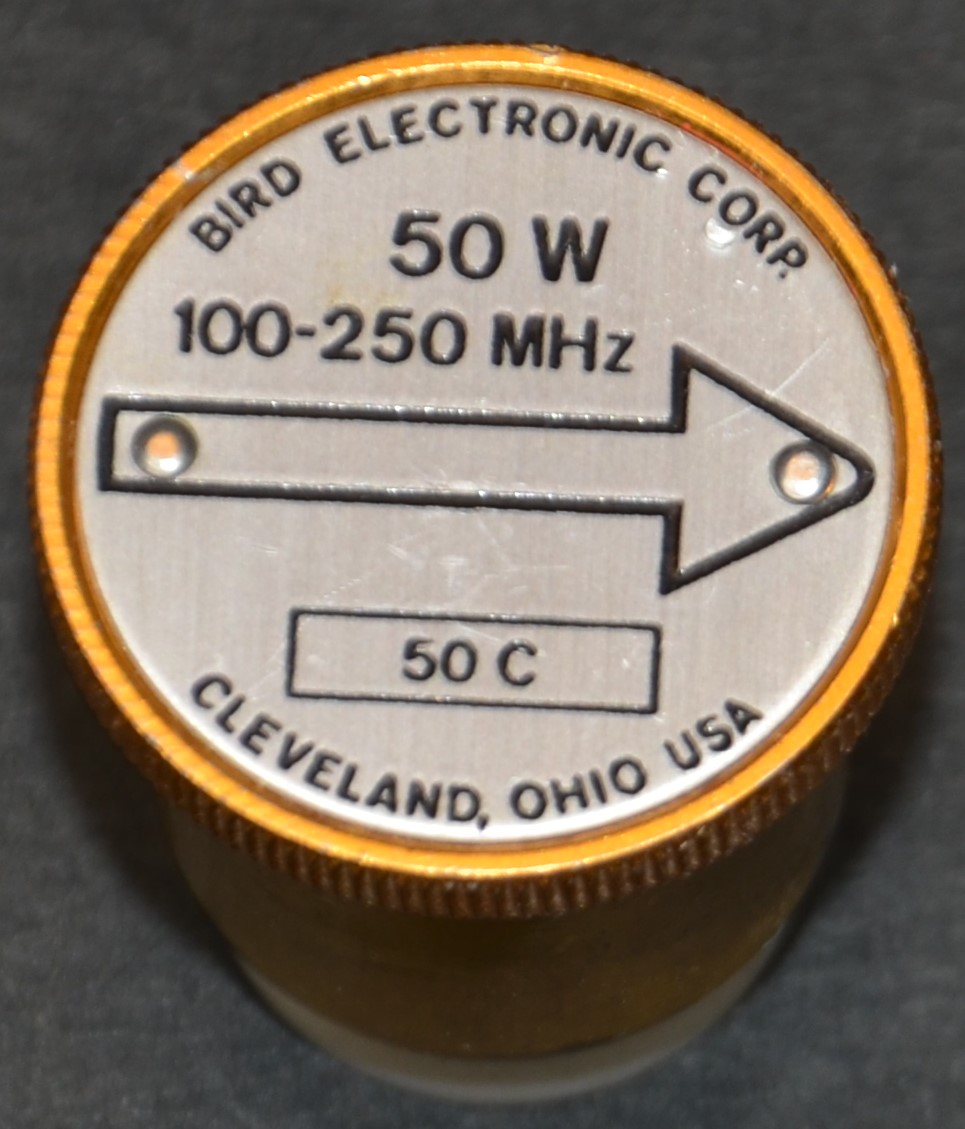 BIRD ELECTRONIC CORP.
50 W
100-250 MHz
50 C
CLEVELAND, OHIO USA